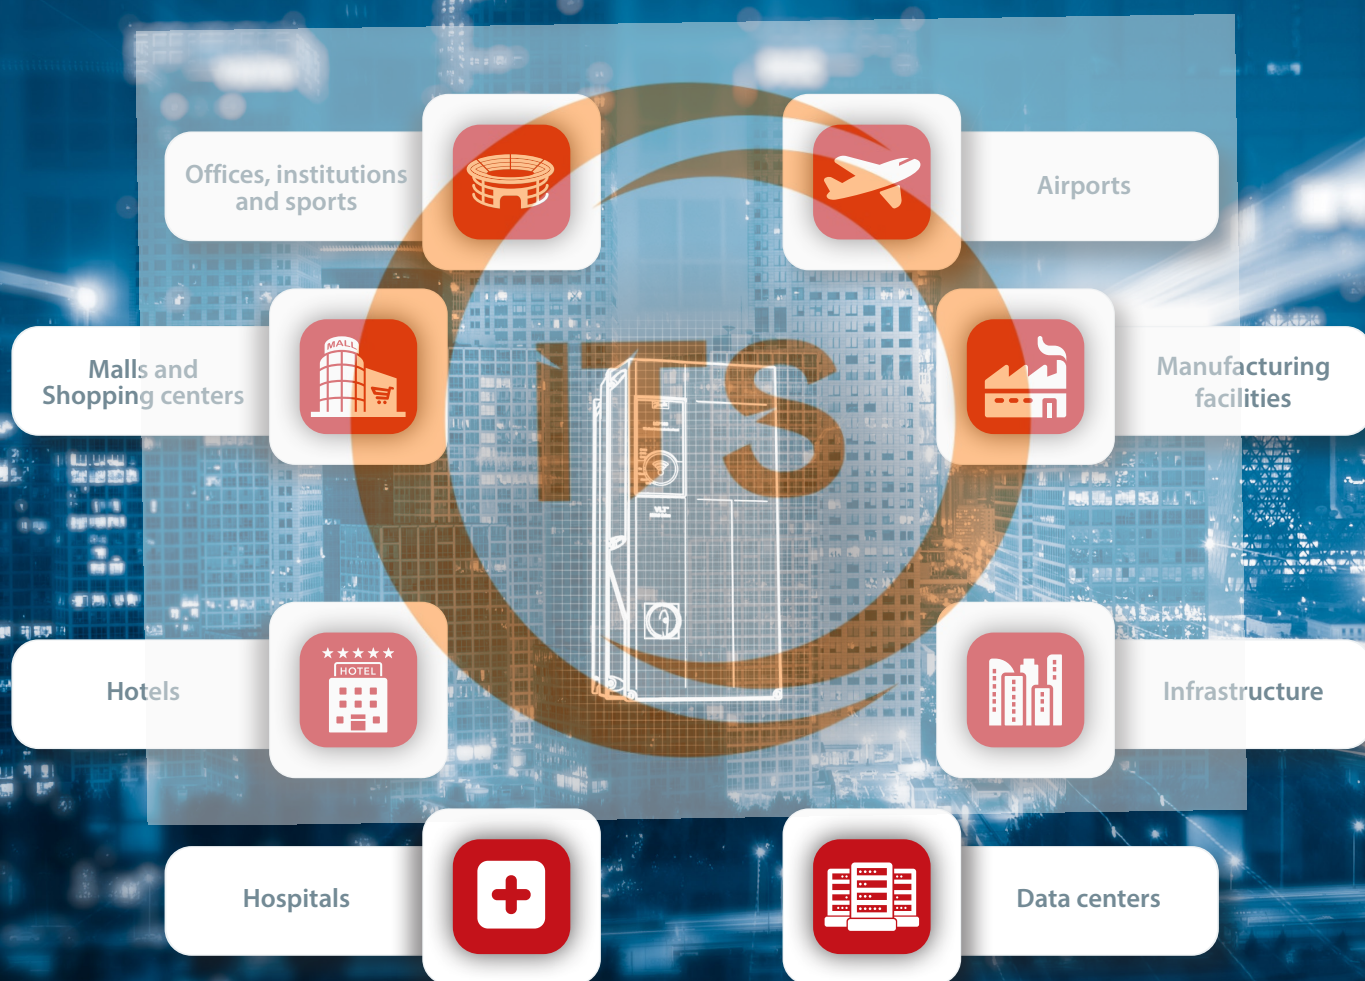 Offices, institutions
and sports
Airports
MALL
Malls and
Shopping centers
ITS
Manufacturing
facilities
VLT
HOTEL
Hotels
Infrastructure
Hospitals
Data centers